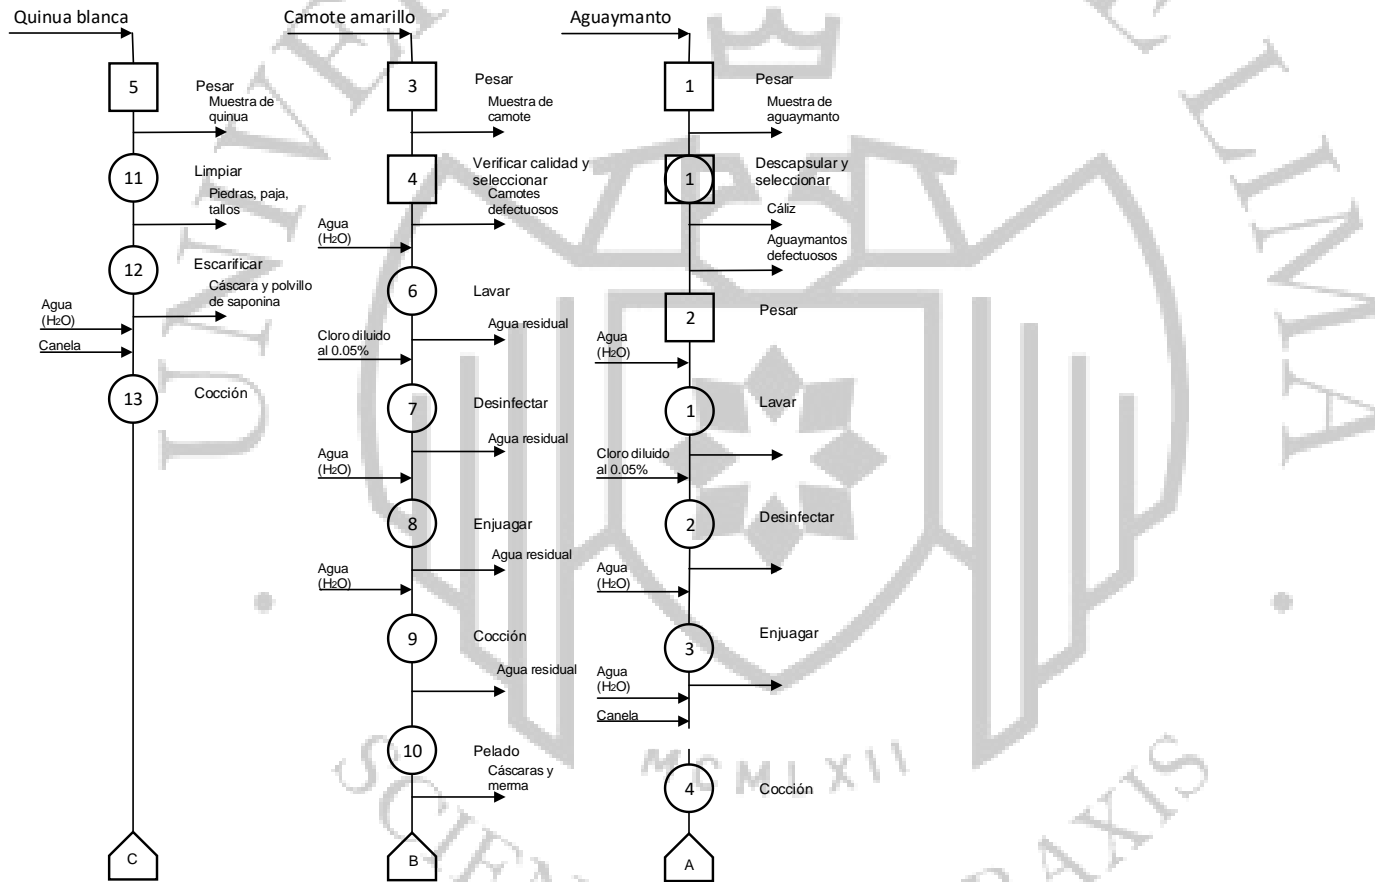 Quinua blanca
5
Pesar
Muestra de
quinua
11
Limpiar
Piedras, paja,
tallos
12
Escarificar
Cáscara y polvillo
de saponina
Agua
(H2O)
Canela
13
Cocción
C
Camote amarillo
3
Pesar
Muestra de
camote
4
Verificar calidad y
seleccionar
Camotes
defectuosos
Agua
(H2O)
6
Lavar
Agua residual
Cloro diluido
al 0.05%
7
Desinfectar
Agua residual
Agua
(H2O)
8
Enjuagar
Agua residual
Agua
(H2O)
9
Cocción
Agua residual
10
Pelado
Cáscaras y
merma
B
Aguaymanto
1
Pesar
Muestra de
aguaymanto
1
Descapsular y
seleccionar
Cáliz
Aguaymantos
defectuosos
2
Pesar
Agua
(H2O)
1
Lavar
Cloro diluido
al 0.05%
2
Desinfectar
Agua
(H2O)
3
Enjuagar
Agua
(H2O)
Canela
4
Cocción
A
MCMLXII